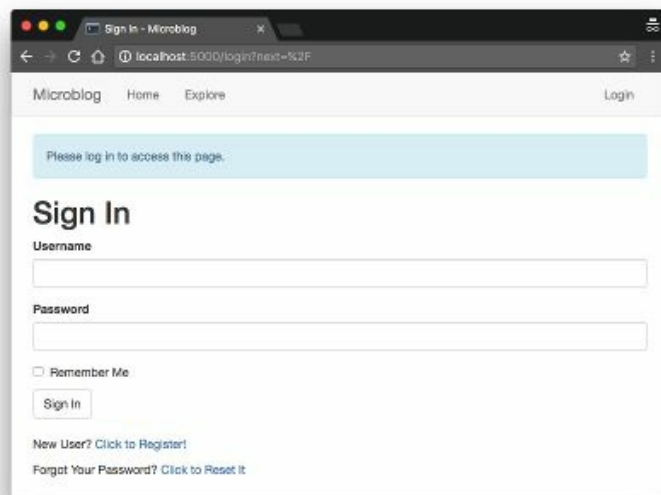 Sign In - Microblog
localhost:5000/login?next=%2F
Microblog Home Explore Login
Please log in to access this page.
Sign In
Username
Password
Remember Me
Sign In
New User? Click to Register!
Forgot Your Password? Click to Reset It